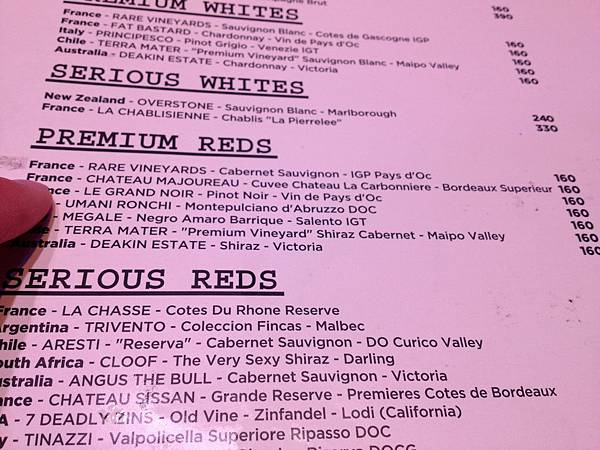 Brut 160
PREMIUM WHITES 390
France - RARE VINEYARDS - Sauvignon Blanc - Cotes de Gascogne IGP
France - FAT BASTARD - Chardonnay - Vin de Pays d'Oc 160
Italy - PRINCIPESCO - Pinot Grigio - Venezie IGT 160
Chile - TERRA MATER - "Premium Vineyard" Sauvignon Blanc - Maipo Valley 160
Australia - DEAKIN ESTATE - Chardonnay - Victoria 160
SERIOUS WHITES
New Zealand - OVERSTONE - Sauvignon Blanc - Marlborough 240
France - LA CHABLISIENNE - Chablis "La Pierrelee" 330
PREMIUM REDS
France - RARE VINEYARDS - Cabernet Sauvignon - IGP Pays d'Oc 160
France - CHATEAU MAJOUREAU - Cuvee Chateau La Carbonniere - Bordeaux Superieur 160
nce - LE GRAND NOIR - Pinot Noir - Vin de Pays d'Oc 160
- UMANI RONCHI - Montepulciano d'Abruzzo DOC 160
- MEGALE - Negro Amaro Barrique - Salento IGT 160
- TERRA MATER - "Premium Vineyard" Shiraz Cabernet - Maipo Valley 160
Australia - DEAKIN ESTATE - Shiraz - Victoria 160
SERIOUS REDS
France - LA CHASSE - Cotes Du Rhone Reserve
Argentina - TRIVENTO - Coleccion Fincas - Malbec
hile - ARESTI - "Reserva" - Cabernet Sauvignon - DO Curico Valley
outh Africa - CLOOF - The Very Sexy Shiraz - Darling
ustralia - ANGUS THE BULL - Cabernet Sauvignon - Victoria
ance - CHATEAU SISSAN - Grande Reserve - Premieres Cotes de Bordeaux
A - 7 DEADLY ZINS - Old Vine - Zinfandel - Lodi (California)
y - TINAZZI - Valpolicella Superiore Ripasso DOC